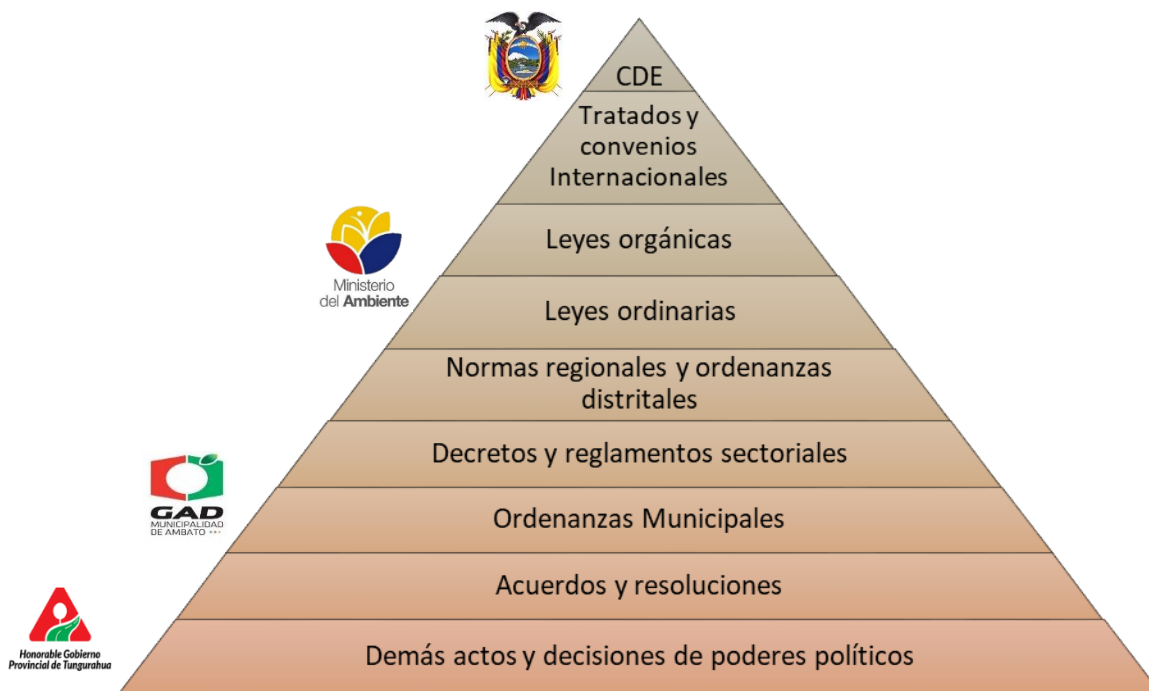 CDE
Tratados y
convenios
Internacionales
Ministerio
del Ambiente
Leyes orgánicas
Leyes ordinarias
Normas regionales y ordenanzas
distritales
Decretos y reglamentos sectoriales
GAD
MUNICIPALIDAD
DE AMBATO
Ordenanzas Municipales
Acuerdos y resoluciones
Honorable Gobierno
Provincial de Tungurahua
Demás actos y decisiones de poderes políticos